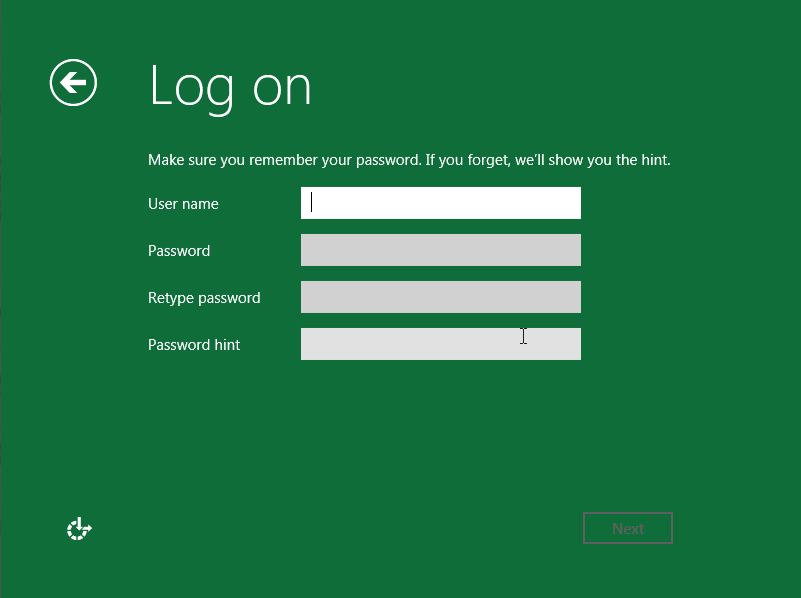 Log on
Make sure you remember your password. If you forget, we'll show you the hint.
User name
Password
Retype password
Password hint
Next